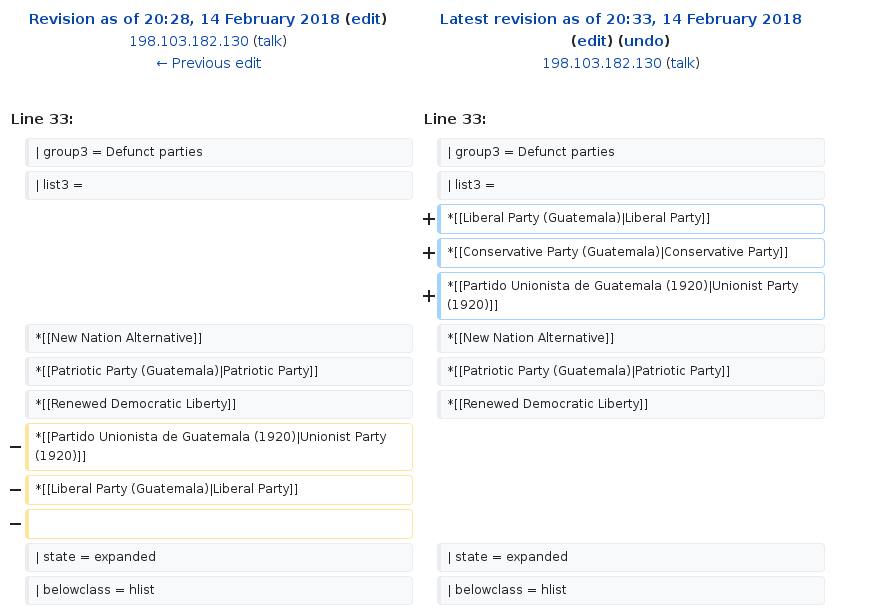 Revision as of 20:28, 14 February 2018 (edit)
198.103.182.130 (talk)
← Previous edit
Latest revision as of 20:33, 14 February 2018
(edit) (undo)
198.103.182.130 (talk)
Line 33:
Line 33:
| group3 = Defunct parties
| group3 = Defunct parties
| list3 =
| list3 =
+ *[[Liberal Party (Guatemala)|Liberal Party]]
+ *[[Conservative Party (Guatemala)|Conservative Party]]
+ *[[Partido Unionista de Guatemala (1920)|Unionist Party
(1920)]]
*[[New Nation Alternative]]
*[[New Nation Alternative]]
*[[Patriotic Party (Guatemala)|Patriotic Party]]
*[[Patriotic Party (Guatemala)|Patriotic Party]]
*[[Renewed Democratic Liberty]]
*[[Renewed Democratic Liberty]]
− *[[Partido Unionista de Guatemala (1920)|Unionist Party
(1920)]]
− *[[Liberal Party (Guatemala)|Liberal Party]]
−
| state = expanded
| state = expanded
| belowclass = hlist
| belowclass = hlist